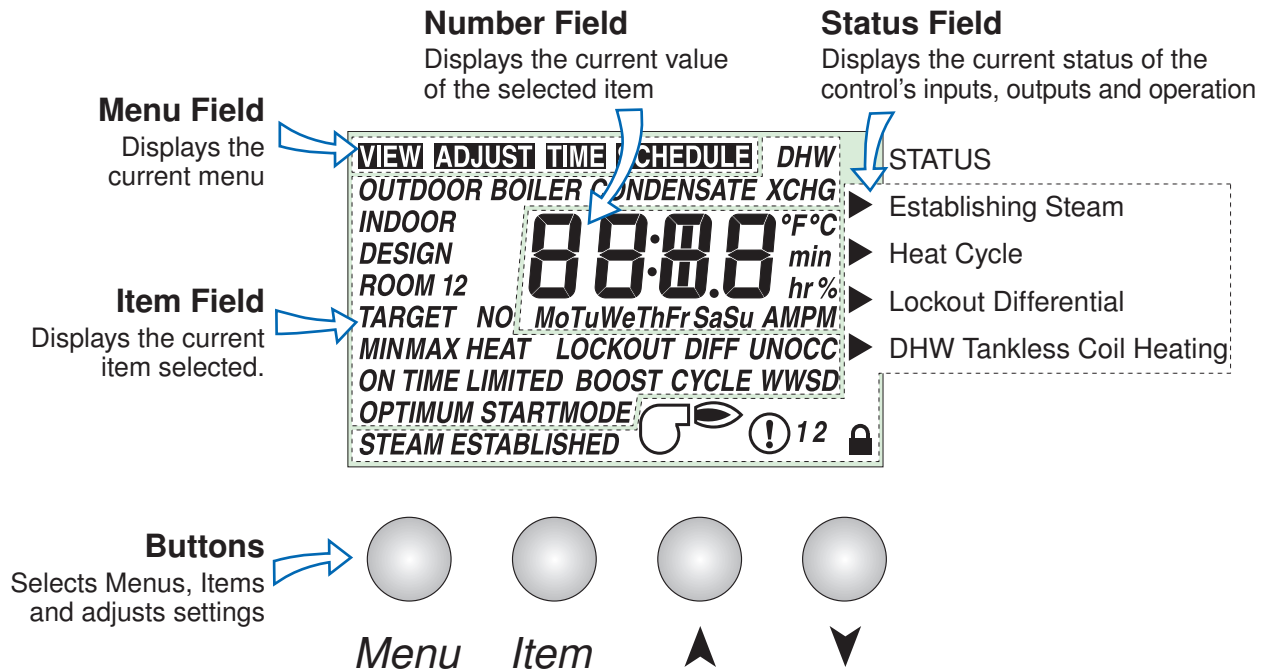 Number Field
Displays the current value
of the selected item
Status Field
Displays the current status of the
control's inputs, outputs and operation
Menu Field
Displays the
current menu
VIEW ADJUST TIME SCHEDULE DHW
STATUS
OUTDOOR BOILER CONDENSATE XCHG
Establishing Steam
INDOOR
88:88 °F°C
DESIGN
min
Heat Cycle
ROOM 12
hr %
Lockout Differential
Item Field
Displays the current
item selected.
TARGET NO MoTuWeThFrSaSu AMPM
MINMAX HEAT LOCKOUT DIFF UNOCC
DHW Tankless Coil Heating
ON TIME LIMITED BOOST CYCLE WWSD
OPTIMUM STARTMODE
STEAM ESTABLISHED
! 12
Buttons
Selects Menus, Items
and adjusts settings
Menu Item